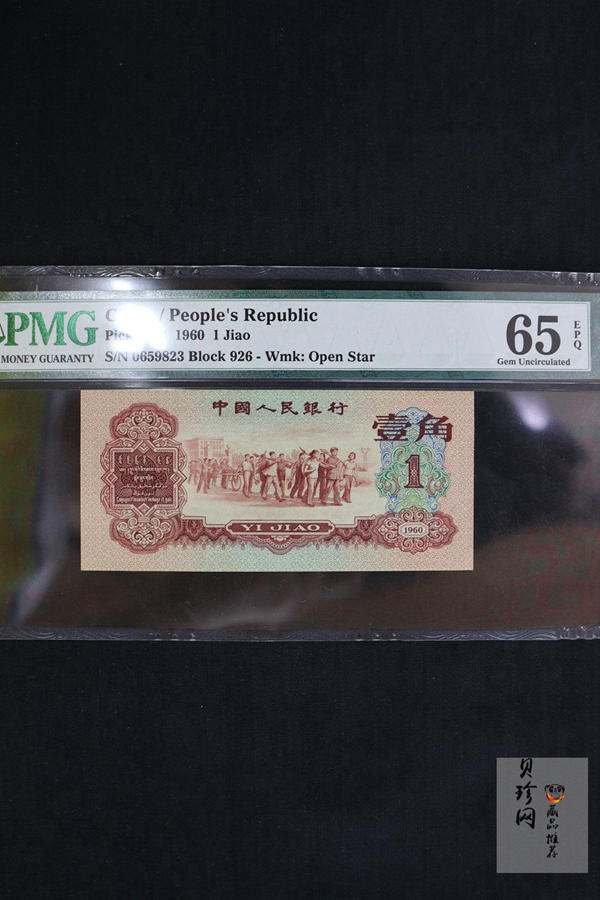 PMG
MONEY GUARANTY
/ People's Republic
1960 1 Jiao
S/N 0659823 Block 926 - Wmk: Open Star
65
EPQ
Gem Uncirculated
中國人民銀行
壹角
1
YI JIAO
1960
贝珍网
藏品推荐